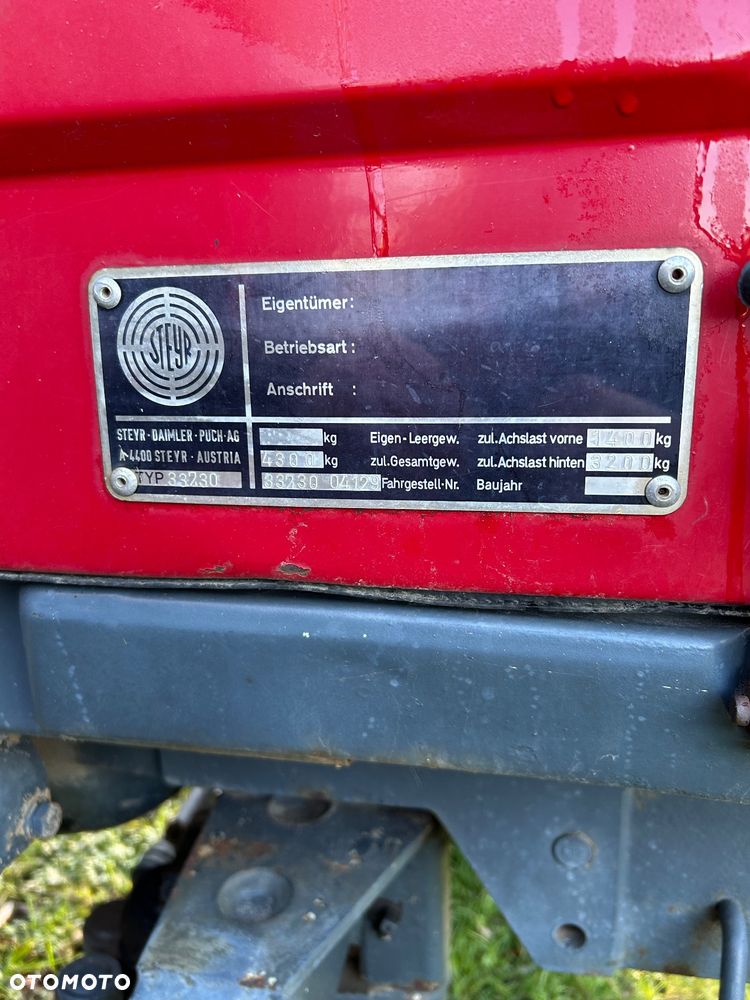 STEYR
Eigentümer:
Betriebsart :
Anschrift :
STEYR-DAIMLER-PUCH-AG
A-4400 STEYR · AUSTRIA
TYP 33230
kg Eigen-Leergew. zul. Achslast vorne 1400 kg
4300 kg zul. Gesamtgew. zul. Achslast hinten 3200 kg
33230 04129 Fahrgestell-Nr. Baujahr
OTOMOTO